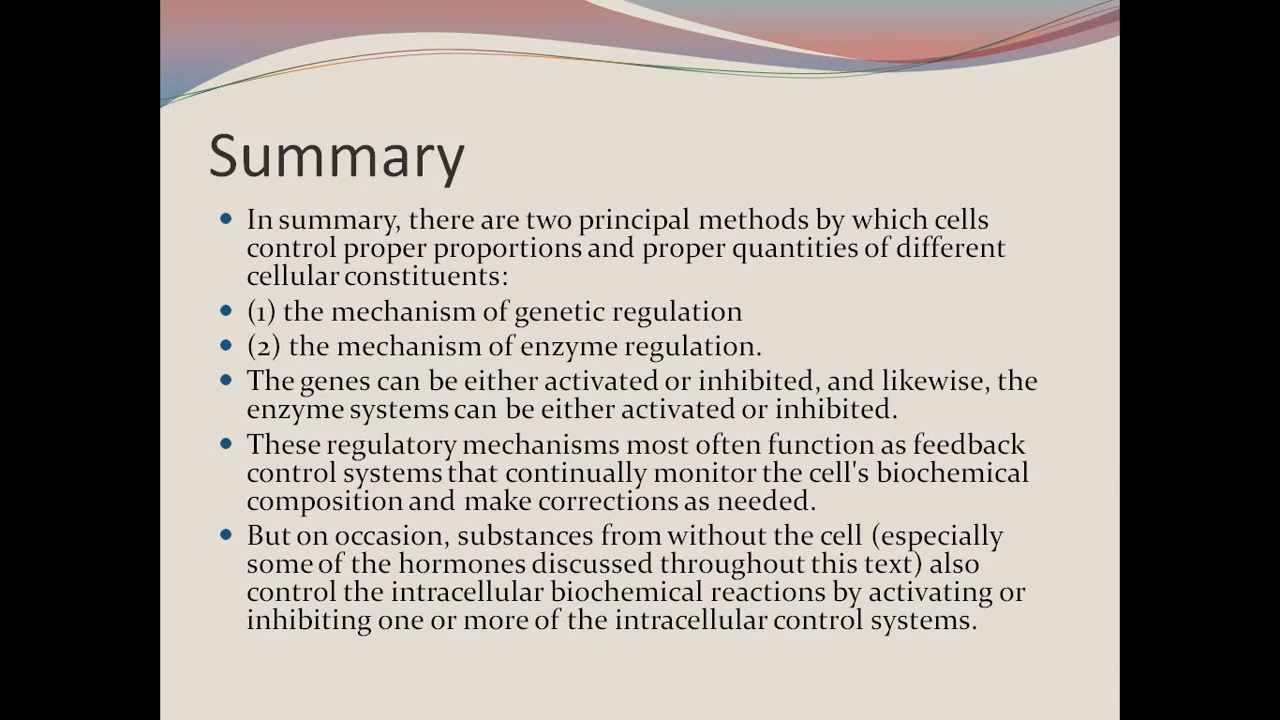 Summary
• In summary, there are two principal methods by which cells
control proper proportions and proper quantities of different
cellular constituents:
• (1) the mechanism of genetic regulation
• (2) the mechanism of enzyme regulation.
• The genes can be either activated or inhibited, and likewise, the
enzyme systems can be either activated or inhibited.
• These regulatory mechanisms most often function as feedback
control systems that continually monitor the cell's biochemical
composition and make corrections as needed.
• But on occasion, substances from without the cell (especially
some of the hormones discussed throughout this text) also
control the intracellular biochemical reactions by activating or
inhibiting one or more of the intracellular control systems.